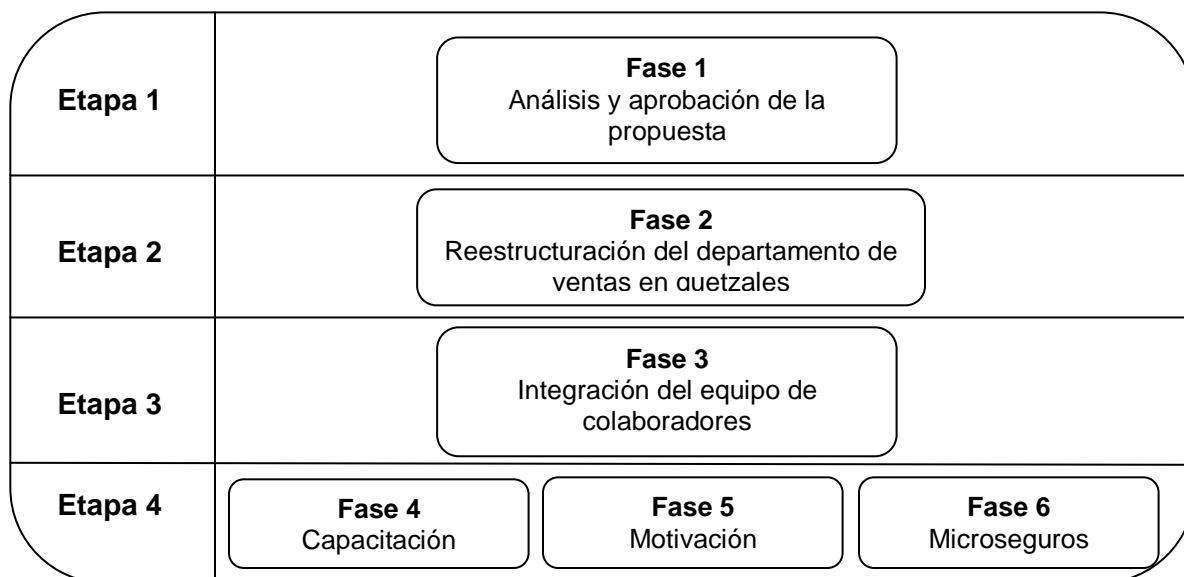 Etapa 1
Fase 1
Análisis y aprobación de la
propuesta
Etapa 2
Fase 2
Reestructuración del departamento de
ventas en quetzales
Etapa 3
Fase 3
Integración del equipo de
colaboradores
Etapa 4
Fase 4
Capacitación
Fase 5
Motivación
Fase 6
Microseguros